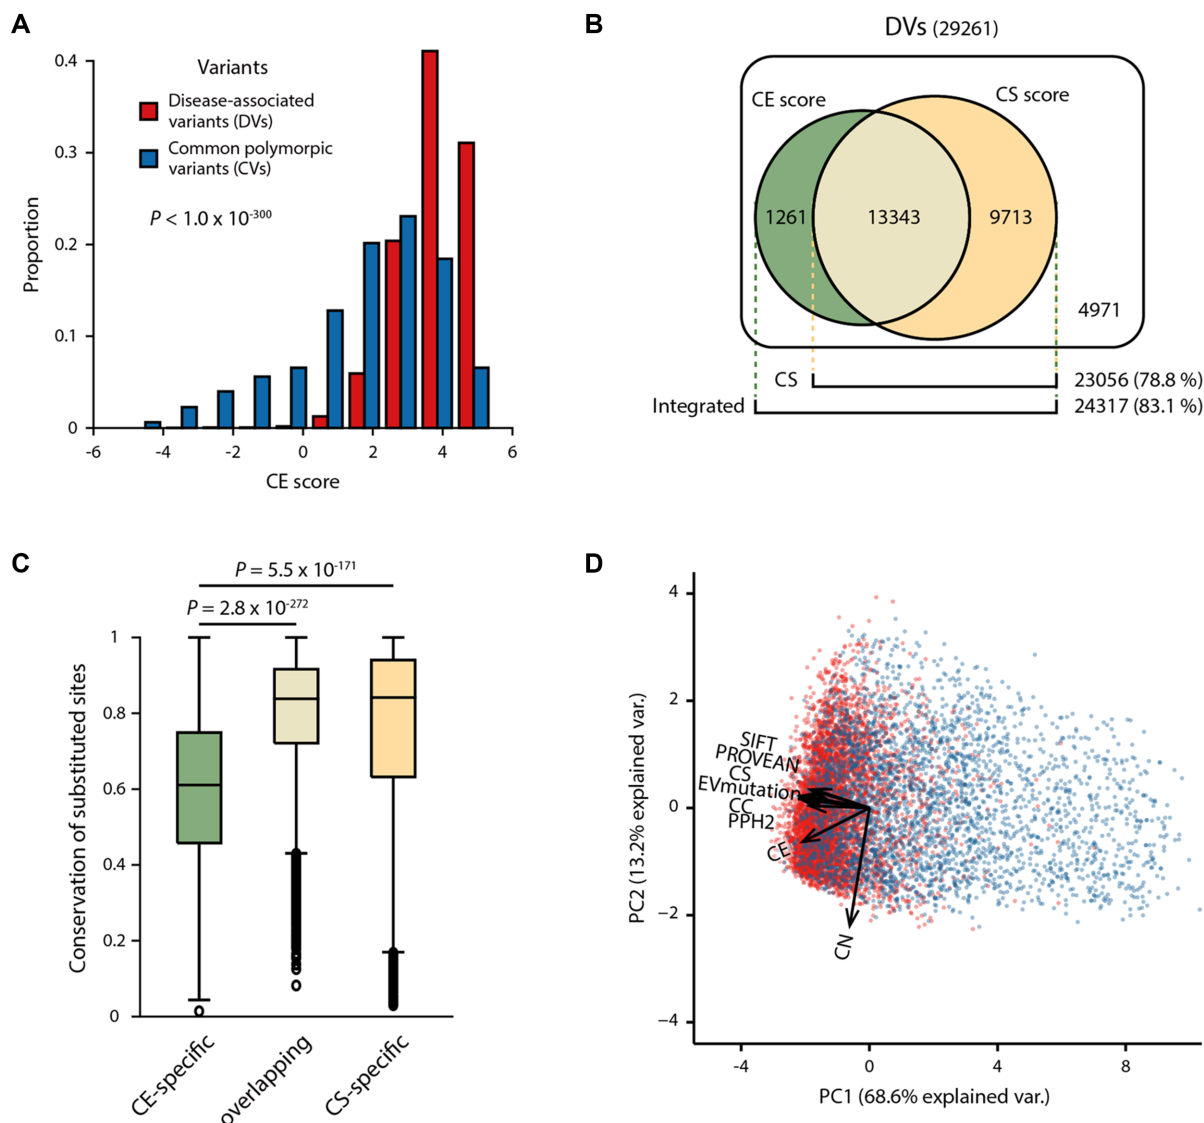 A
Variants
Disease-associated
variants (DVs)
Common polymorpic
variants (CVs)
P < 1.0 x 10-300
Proportion
0.4
0.3
0.2
0.1
0
-6 -4 -2 0 2 4 6
CE score
B
DVs (29261)
CE score
CS score
1261 13343 9713
4971
CS 23056 (78.8 %)
Integrated 24317 (83.1 %)
C
P = 5.5 x 10-171
P = 2.8 x 10-272
Conservation of substituted sites
1
0.8
0.6
0.4
0.2
0
CE-specific
overlapping
CS-specific
D
PC2 (13.2% explained var.)
4
2
0
−2
−4
SIFT
PROVEAN
CS
EVmutation
CC
PPH2
CE
CN
-4 0 4 8
PC1 (68.6% explained var.)